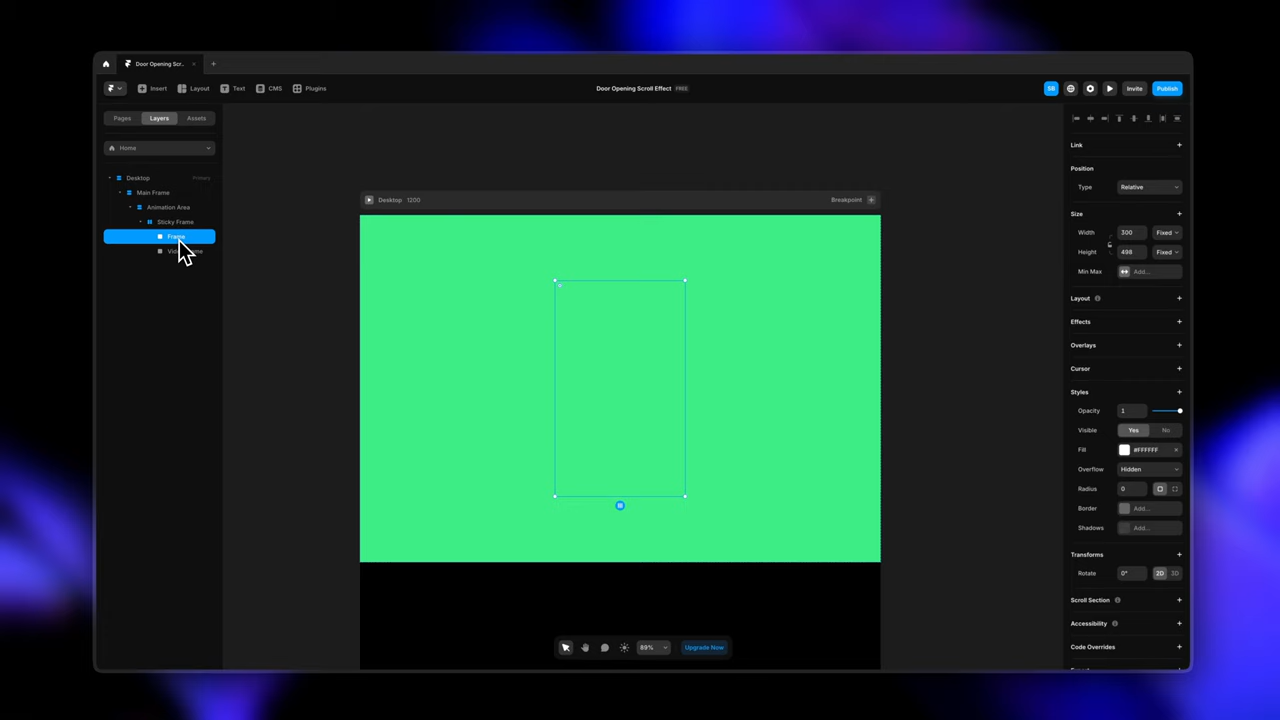 Door Opening Scr..
Insert
Layout
Text
CMS
Plugins
Door Opening Scroll Effect FREE
SB
Invite
Publish
Pages
Layers
Assets
Home
Desktop
Primary
Main Frame
Animation Area
Sticky Frame
Frame
Desktop 1200
Breakpoint
Link
Position
Type
Relative
Size
Width
300
Fixed
Height
498
Fixed
Min Max
Add...
Layout
Effects
Overlays
Cursor
Styles
Opacity
1
Visible
Yes
No
Fill
#FFFFFF
Overflow
Hidden
Radius
0
Border
Add...
Shadows
Add...
Transforms
Rotate
0°
2D
3D
Scroll Section
Accessibility
Code Overrides
89%
Upgrade Now